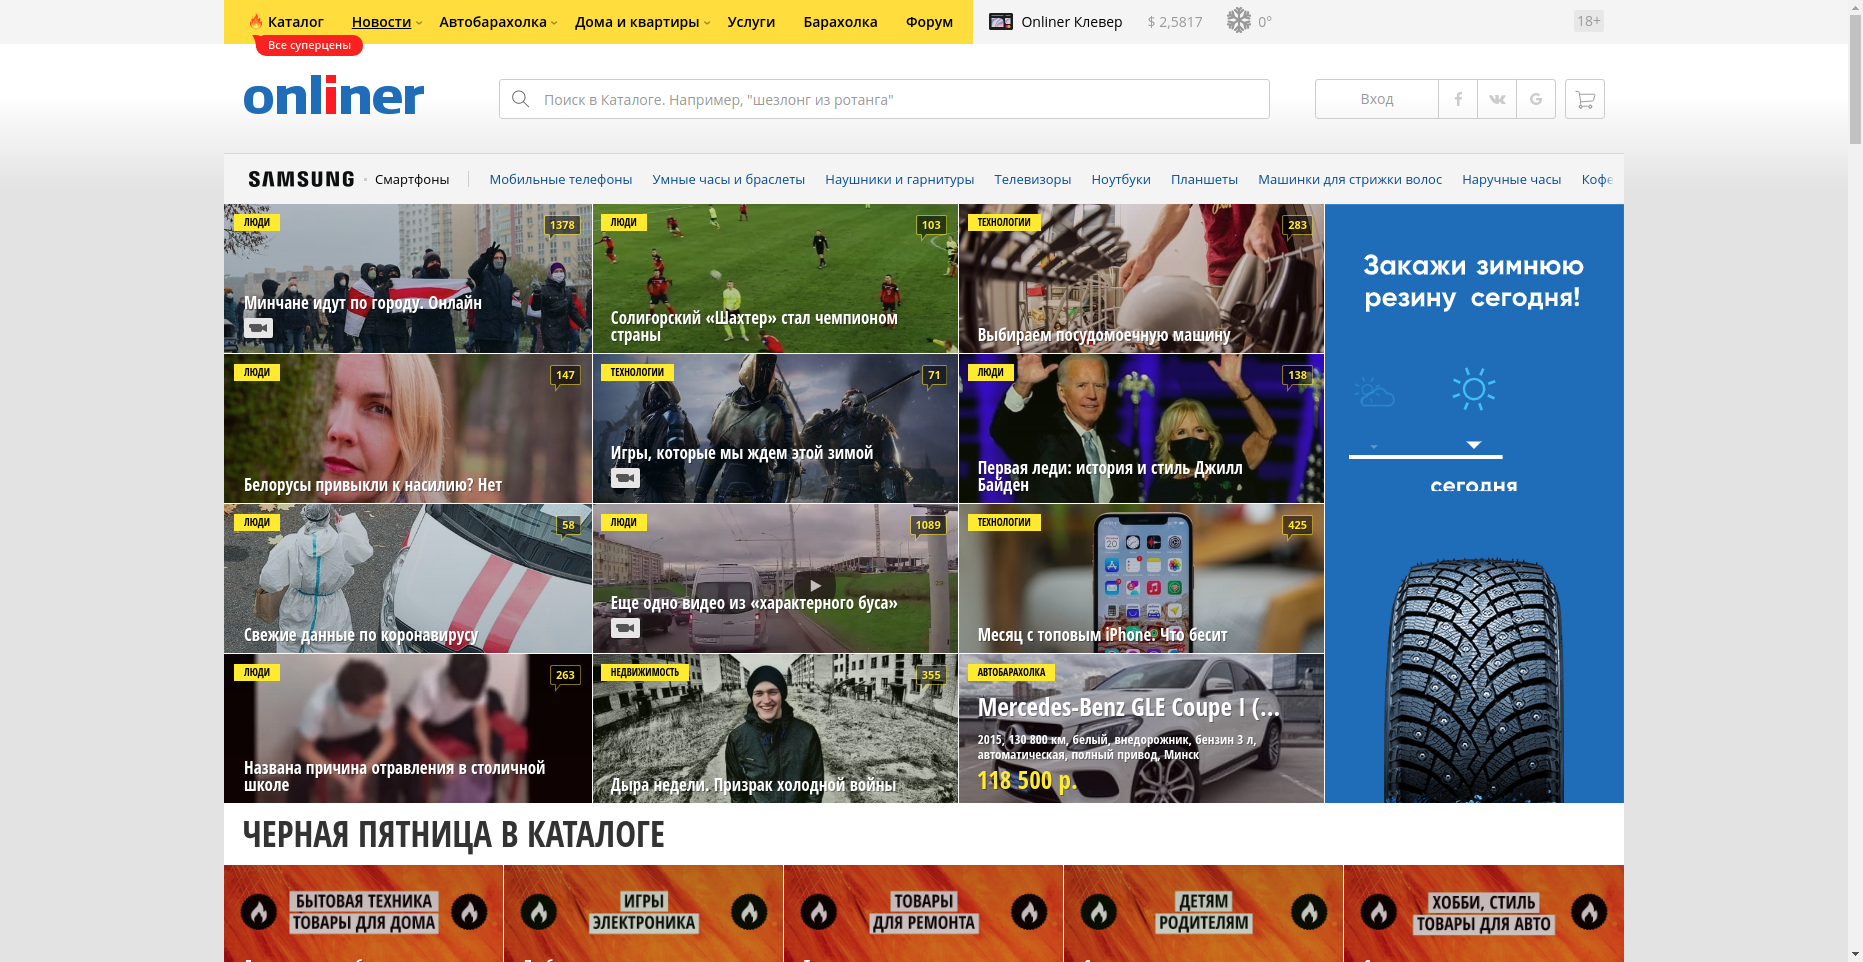 Каталог
Новости
Автобарахолка
Дома и квартиры
Услуги
Барахолка
Форум
Onliner Клевер
$ 2,5817
0°
18+
Все суперцены
onliner
Поиск в Каталоге. Например, "шезлонг из ротанга"
Вход
SAMSUNG
Смартфоны
Мобильные телефоны
Умные часы и браслеты
Наушники и гарнитуры
Телевизоры
Ноутбуки
Планшеты
Машинки для стрижки волос
Наручные часы
Кофе
ЛЮДИ
1378
Минчане идут по городу. Онлайн
ЛЮДИ
103
Солигорский «Шахтер» стал чемпионом
страны
ТЕХНОЛОГИИ
283
Выбираем посудомоечную машину
Закажи зимнюю
резину сегодня!
сегодня
ЛЮДИ
147
Белорусы привыкли к насилию? Нет
ТЕХНОЛОГИИ
71
Игры, которые мы ждем этой зимой
ЛЮДИ
138
Первая леди: история и стиль Джилл
Байден
ЛЮДИ
58
Свежие данные по коронавирусу
ЛЮДИ
1089
Еще одно видео из «характерного буса»
ТЕХНОЛОГИИ
425
Месяц с топовым iPhone. Что бесит
ЛЮДИ
263
Названа причина отравления в столичной
школе
НЕДВИЖИМОСТЬ
355
Дыра недели. Призрак холодной войны
АВТОБАРАХОЛКА
Mercedes-Benz GLE Coupe I (...
2015, 130 800 км, белый, внедорожник, бензин 3 л,
автоматическая, полный привод, Минск
118 500 р.
ЧЕРНАЯ ПЯТНИЦА В КАТАЛОГЕ
БЫТОВАЯ ТЕХНИКА
ТОВАРЫ ДЛЯ ДОМА
ИГРЫ
ЭЛЕКТРОНИКА
ТОВАРЫ
ДЛЯ РЕМОНТА
ДЕТЯМ
РОДИТЕЛЯМ
ХОББИ, СТИЛЬ
ТОВАРЫ ДЛЯ АВТО